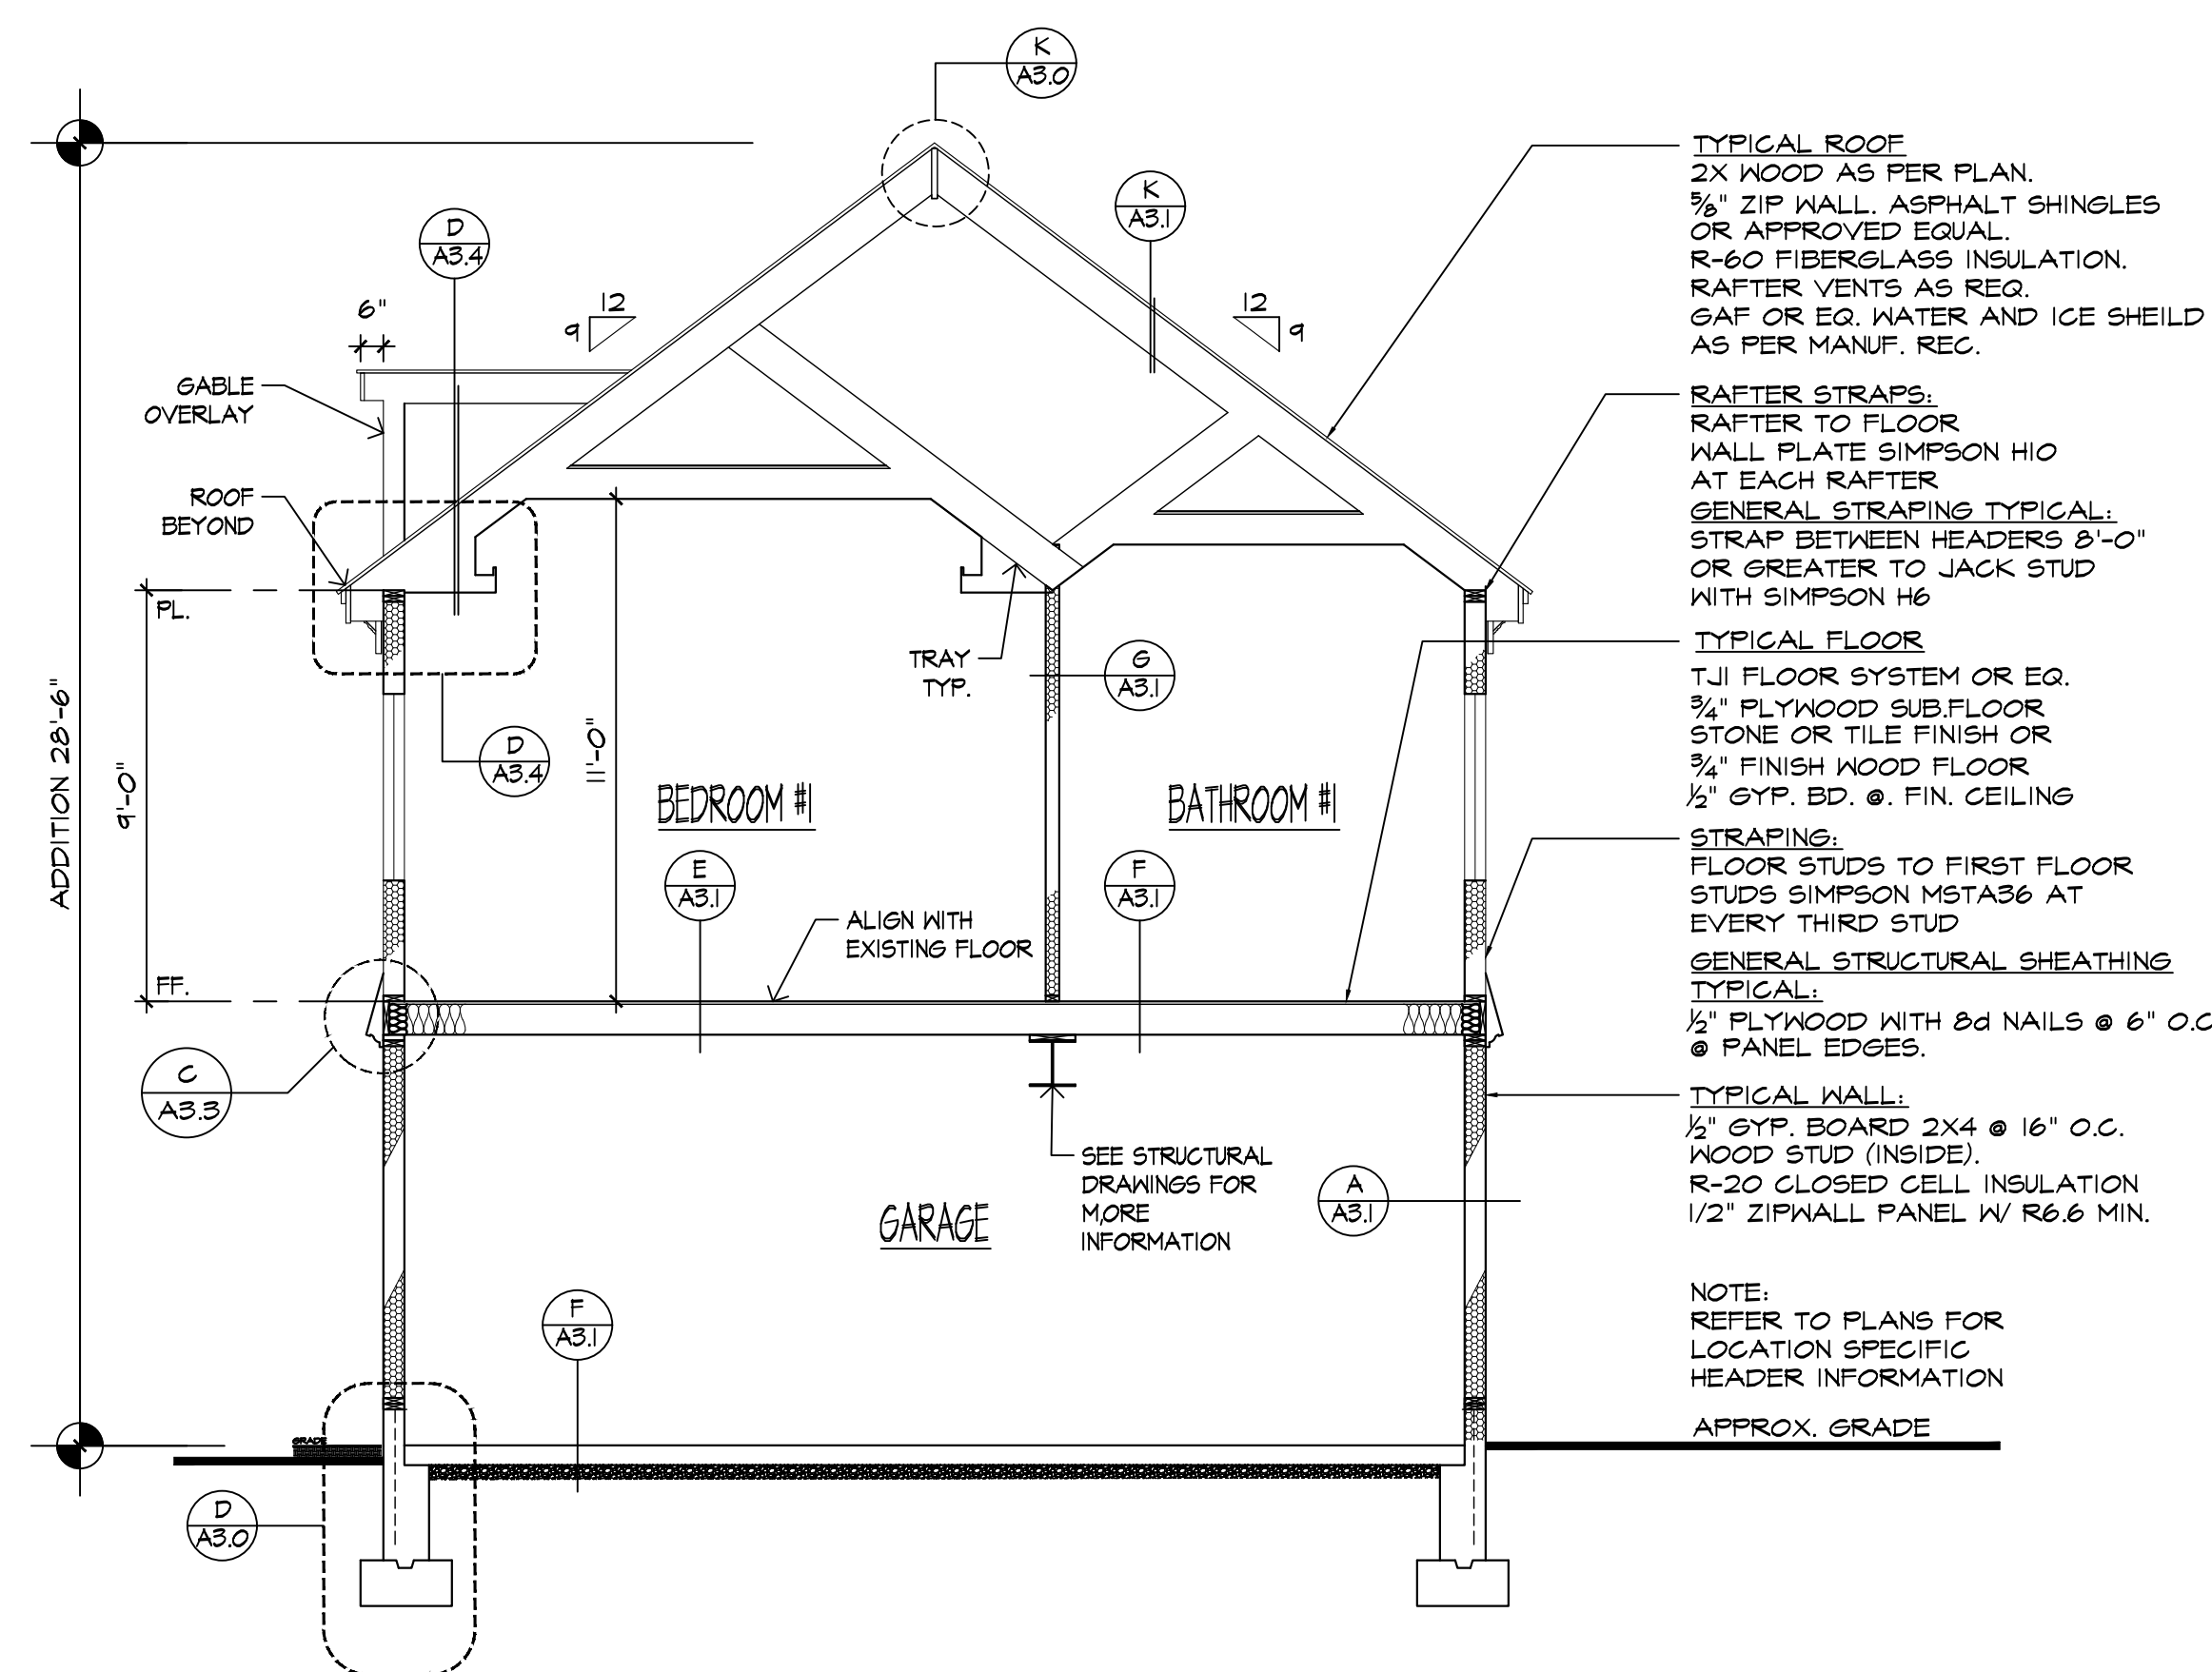 K
A3.0
TYPICAL ROOF
2X WOOD AS PER PLAN.
5/8" ZIP WALL. ASPHALT SHINGLES
OR APPROVED EQUAL.
R-60 FIBERGLASS INSULATION.
RAFTER VENTS AS REQ.
GAF OR EQ. WATER AND ICE SHEILD
AS PER MANUF. REC.
K
A3.1
D
A3.4
6"
12
9
12
9
GABLE
OVERLAY
ROOF
BEYOND
RAFTER STRAPS:
RAFTER TO FLOOR
WALL PLATE SIMPSON H10
AT EACH RAFTER
GENERAL STRAPING TYPICAL:
STRAP BETWEEN HEADERS 8'-0"
OR GREATER TO JACK STUD
WITH SIMPSON H6
PL.
TRAY
TYP.
G
A3.1
TYPICAL FLOOR
TJI FLOOR SYSTEM OR EQ.
3/4" PLYWOOD SUB.FLOOR
STONE OR TILE FINISH OR
3/4" FINISH WOOD FLOOR
1/2" GYP. BD. @. FIN. CEILING
ADDITION 28'-6"
9'-0"
D
A3.4
11'-0"
BEDROOM #1
BATHROOM #1
E
A3.1
F
A3.1
ALIGN WITH
EXISTING FLOOR
STRAPING:
FLOOR STUDS TO FIRST FLOOR
STUDS SIMPSON MSTA36 AT
EVERY THIRD STUD
GENERAL STRUCTURAL SHEATHING
TYPICAL:
1/2" PLYWOOD WITH 8d NAILS @ 6" O.C
@ PANEL EDGES.
FF.
C
A3.3
TYPICAL WALL:
1/2" GYP. BOARD 2X4 @ 16" O.C.
WOOD STUD (INSIDE).
R-20 CLOSED CELL INSULATION
1/2" ZIPWALL PANEL W/ R6.6 MIN.
SEE STRUCTURAL
DRAWINGS FOR
M,ORE
INFORMATION
GARAGE
A
A3.1
F
A3.1
NOTE:
REFER TO PLANS FOR
LOCATION SPECIFIC
HEADER INFORMATION
APPROX. GRADE
GRADE
D
A3.0